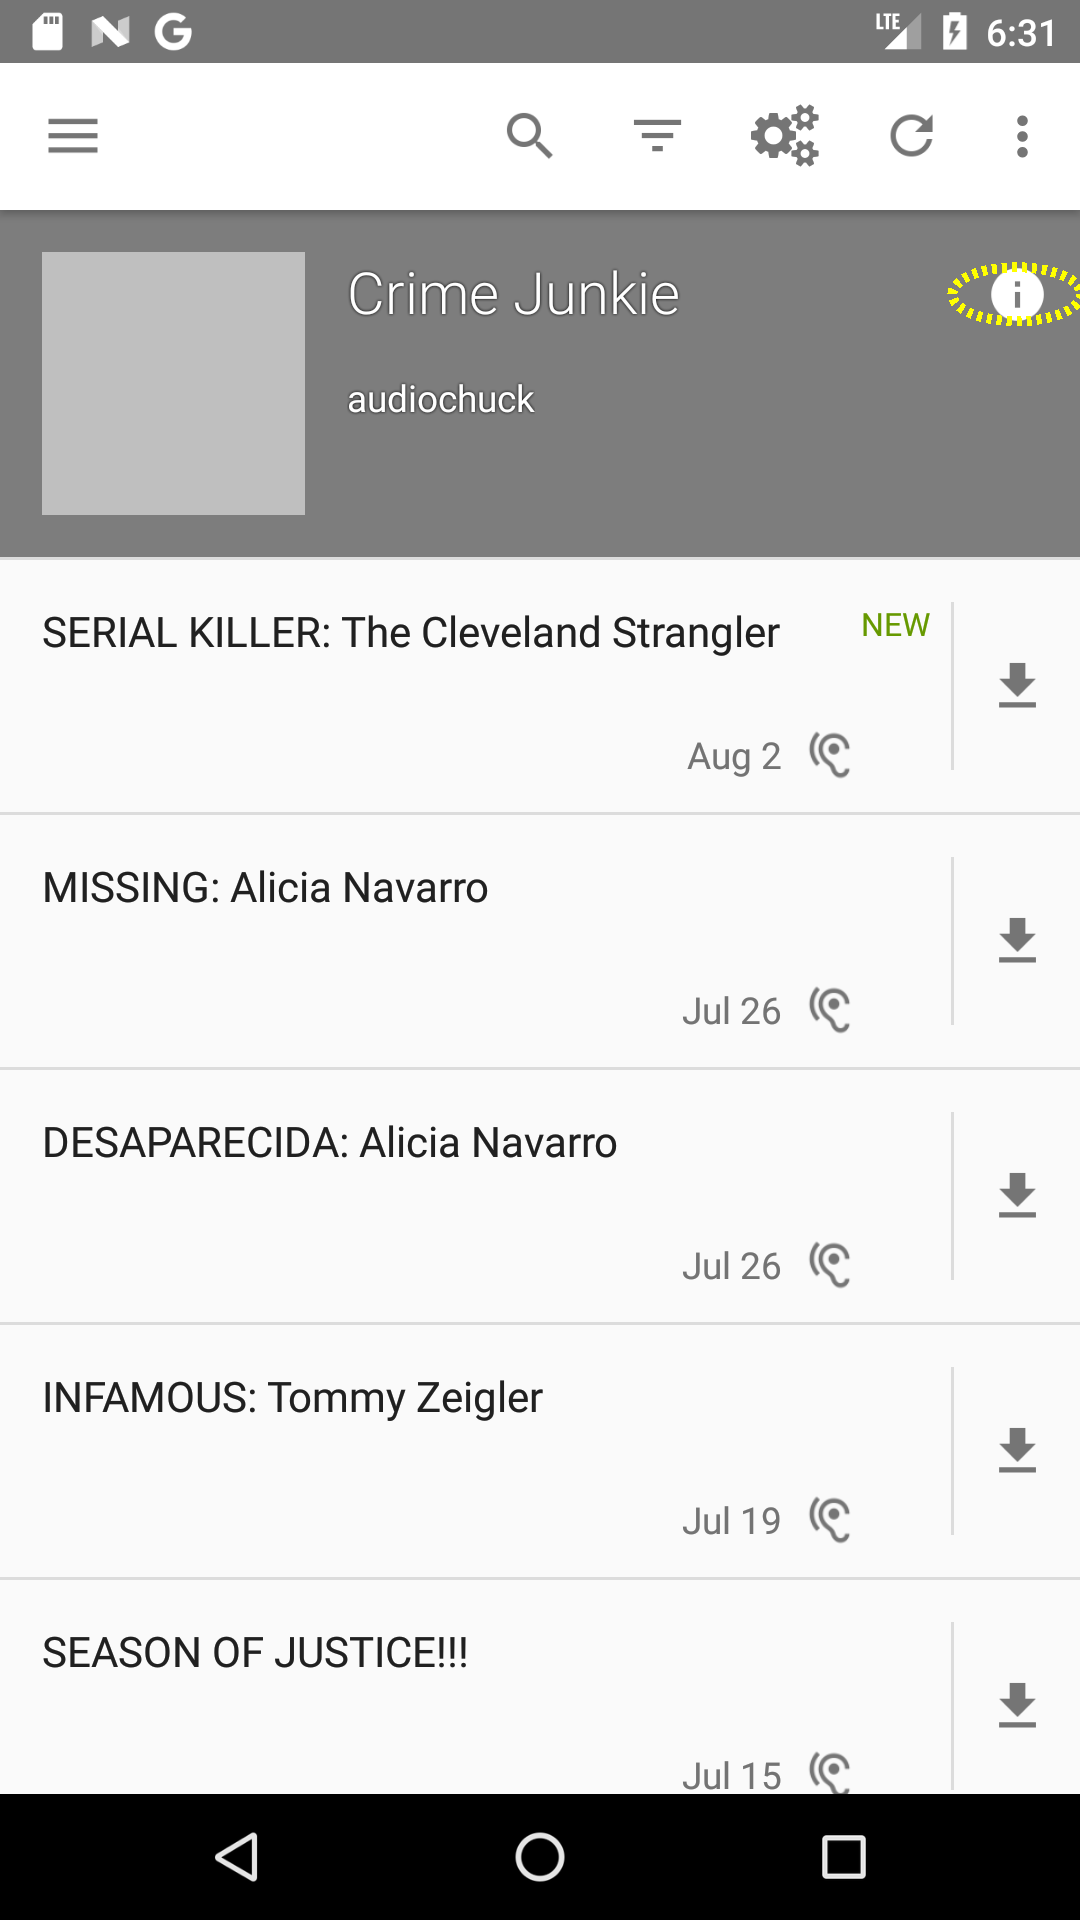 LTE 6:31
Crime Junkie
audiochuck
SERIAL KILLER: The Cleveland Strangler NEW
Aug 2
MISSING: Alicia Navarro
Jul 26
DESAPARECIDA: Alicia Navarro
Jul 26
INFAMOUS: Tommy Zeigler
Jul 19
SEASON OF JUSTICE!!!
Jul 15